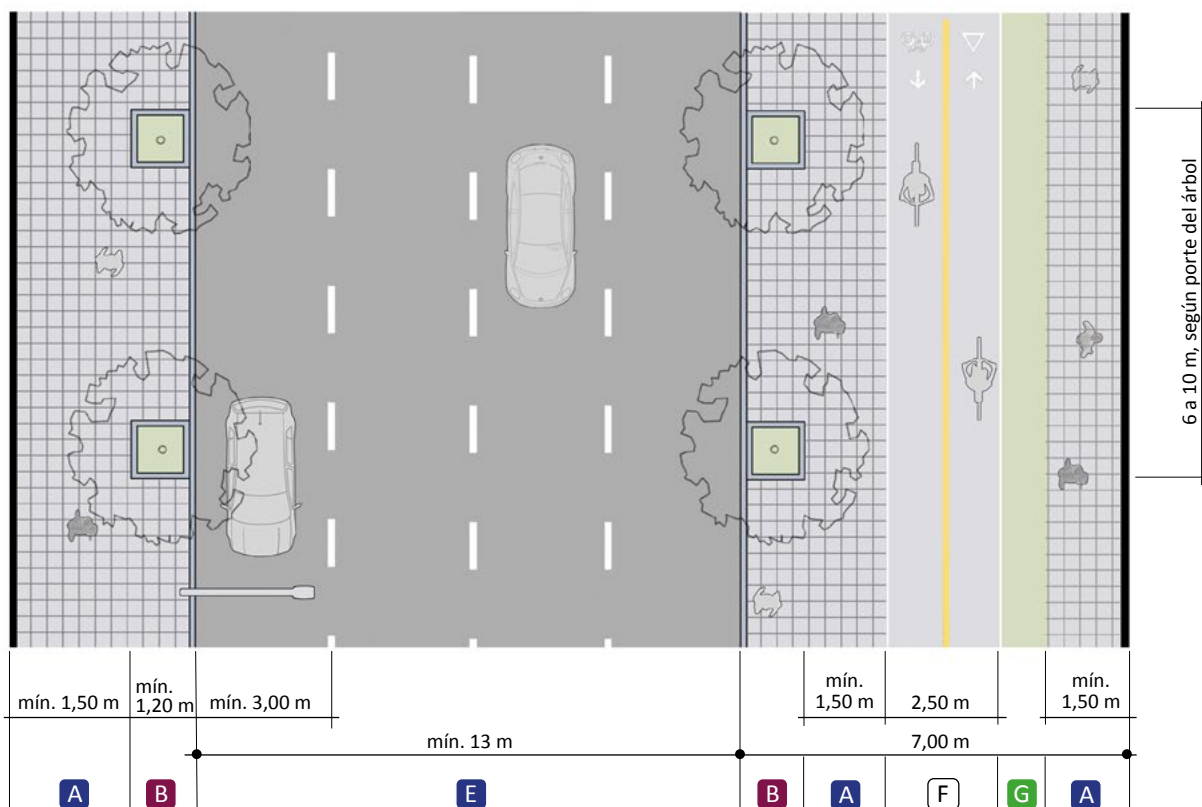 6 a 10 m, según porte del árbol
mín. 1,50 m
mín.
1,20 m
mín. 3,00 m
mín.
1,50 m
2,50 m
mín.
1,50 m
mín. 13 m
7,00 m
A
B
E
B
A
F
G
A